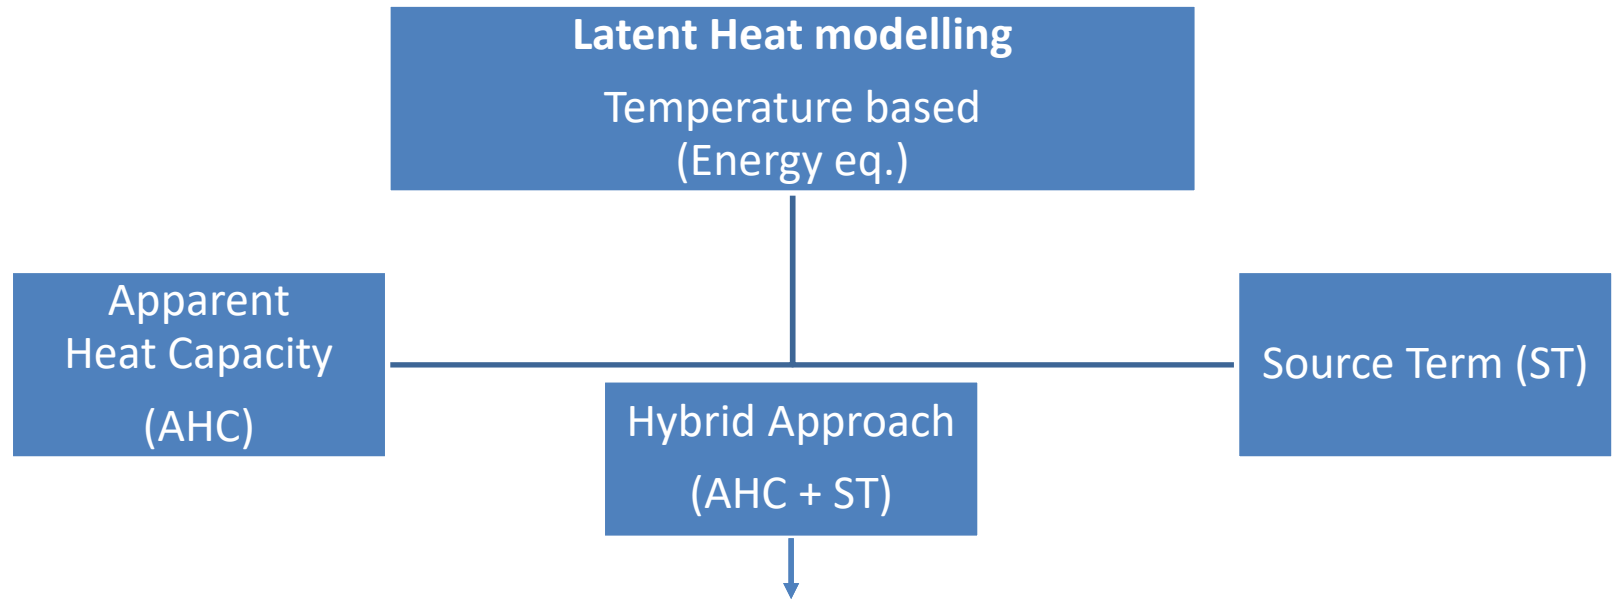 Latent Heat modelling
Temperature based
(Energy eq.)
Apparent
Heat Capacity
(AHC)
Hybrid Approach
(AHC + ST)
Source Term (ST)